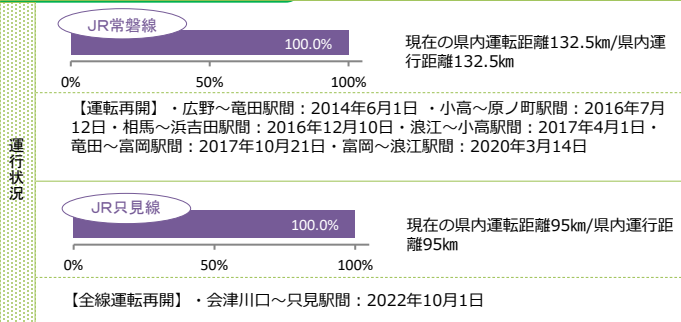 運行状況
JR常磐線
100.0%
0% 50% 100%
現在の県内運転距離132.5㎞/県内運
行距離132.5㎞
【運転再開】・広野～竜田駅間：2014年6月1日 ・小高～原ノ町駅間：2016年7月
12日・相馬～浜吉田駅間：2016年12月10日・浪江～小高駅間：2017年4月1日・
竜田～富岡駅間：2017年10月21日・富岡～浪江駅間：2020年3月14日
JR只見線
100.0%
0% 50% 100%
現在の県内運転距離95㎞/県内運行距
離95㎞
【全線運転再開】・会津川口～只見駅間：2022年10月1日